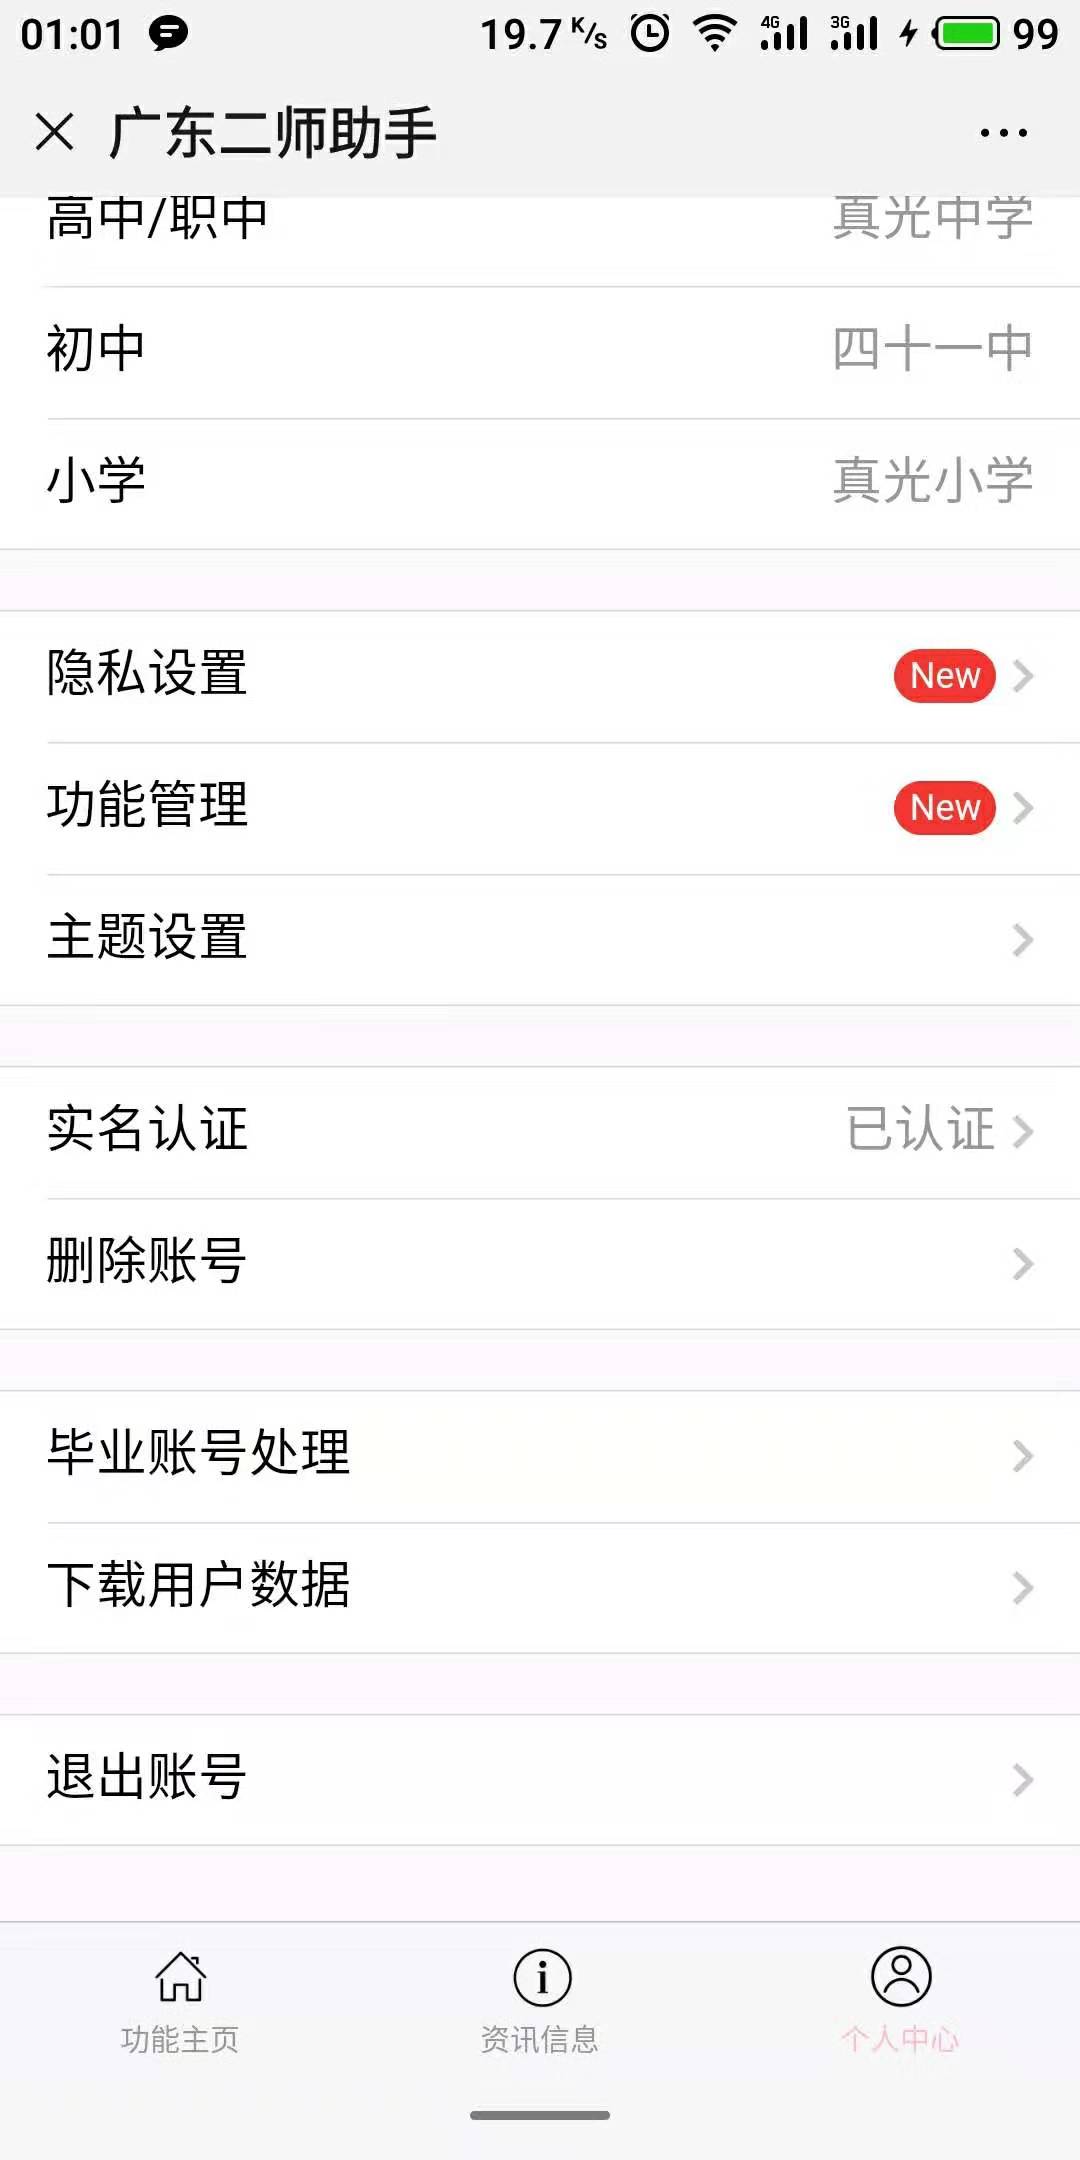 01:01 19.7 K/s 4G 3G 99
广东二师助手
高中/职中 真光中学
初中 四十一中
小学 真光小学
隐私设置 New
功能管理 New
主题设置
实名认证 已认证
删除账号
毕业账号处理
下载用户数据
退出账号
功能主页 资讯信息 个人中心